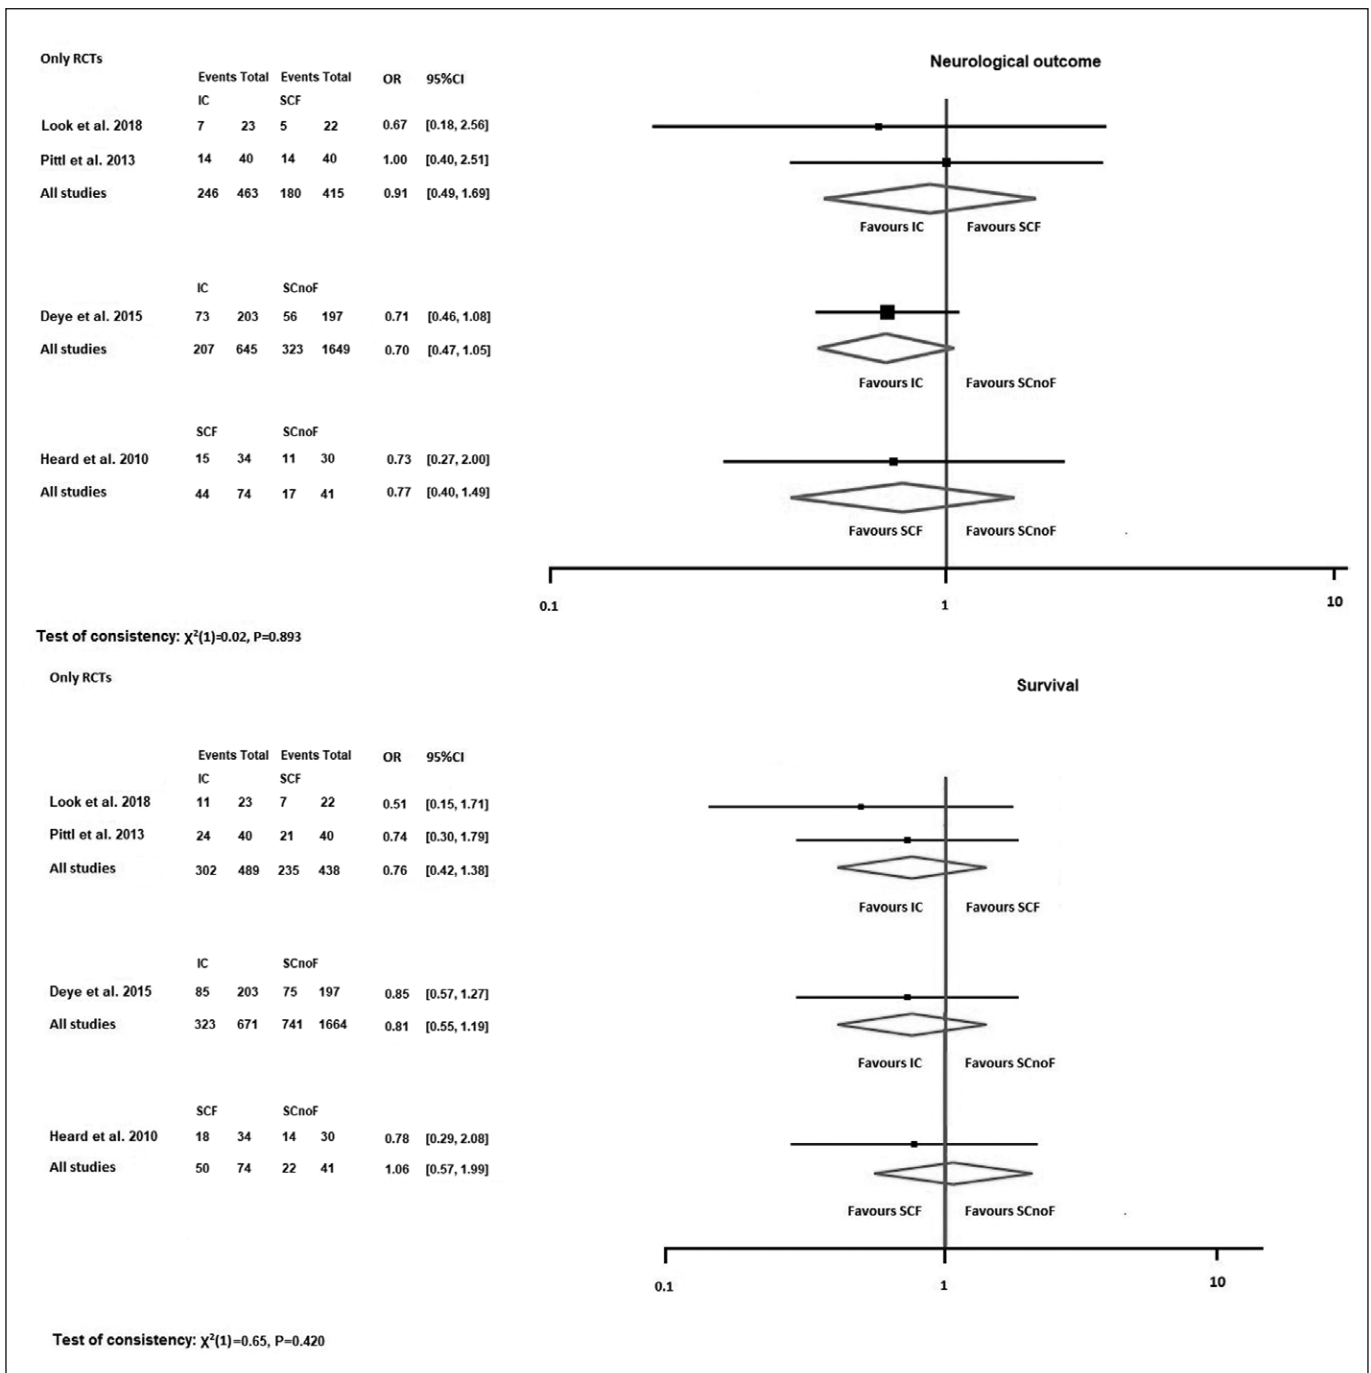 Only RCTs
Neurological outcome
Events Total Events Total OR 95%CI
IC SCF
Look et al. 2018 7 23 5 22 0.67 [0.18, 2.56]
Pittl et al. 2013 14 40 14 40 1.00 [0.40, 2.51]
All studies 246 463 180 415 0.91 [0.49, 1.69]
Favours IC Favours SCF
IC SCnoF
Deye et al. 2015 73 203 56 197 0.71 [0.46, 1.08]
All studies 207 645 323 1649 0.70 [0.47, 1.05]
Favours IC Favours SCnoF
SCF SCnoF
Heard et al. 2010 15 34 11 30 0.73 [0.27, 2.00]
All studies 44 74 17 41 0.77 [0.40, 1.49]
Favours SCF Favours SCnoF
0.1 1 10
Test of consistency: χ²(1)=0.02, P=0.893
Only RCTs
Survival
Events Total Events Total OR 95%CI
IC SCF
Look et al. 2018 11 23 7 22 0.51 [0.15, 1.71]
Pittl et al. 2013 24 40 21 40 0.74 [0.30, 1.79]
All studies 302 489 235 438 0.76 [0.42, 1.38]
Favours IC Favours SCF
IC SCnoF
Deye et al. 2015 85 203 75 197 0.85 [0.57, 1.27]
All studies 323 671 741 1664 0.81 [0.55, 1.19]
Favours IC Favours SCnoF
SCF SCnoF
Heard et al. 2010 18 34 14 30 0.78 [0.29, 2.08]
All studies 50 74 22 41 1.06 [0.57, 1.99]
Favours SCF Favours SCnoF
0.1 1 10
Test of consistency: χ²(1)=0.65, P=0.420